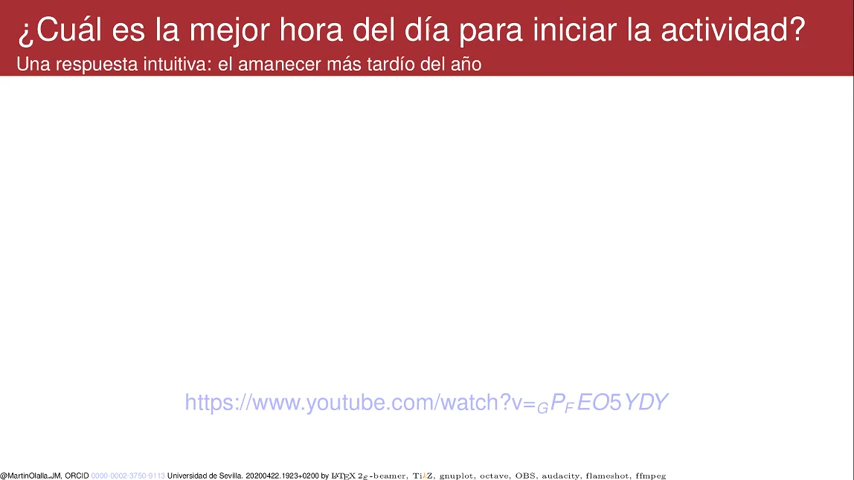 ¿Cuál es la mejor hora del día para iniciar la actividad?
Una respuesta intuitiva: el amanecer más tardío del año
https://www.youtube.com/watch?v=GPFEO5YDY
@MartinOlalla_JM, ORCID 0000-0002-3750-9113 Universidad de Sevilla. 20200422.1923+0200 by LATEX 2ε-beamer, TikZ, gnuplot, octave, OBS, audacity, flameshot, ffmpeg